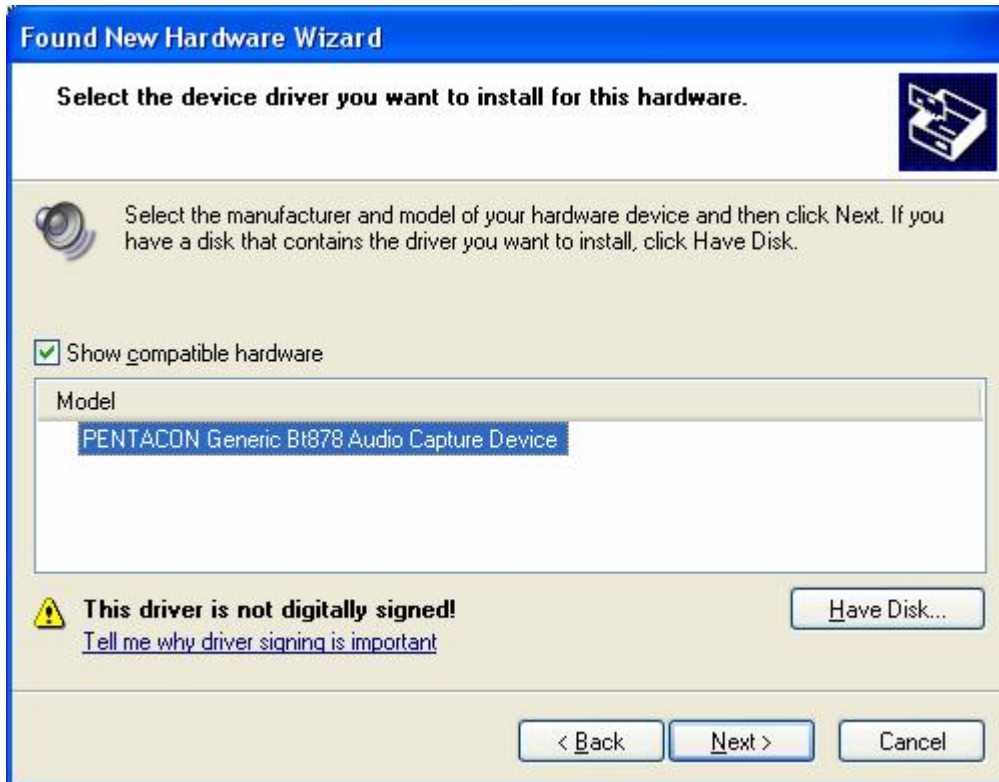 Found New Hardware Wizard
Select the device driver you want to install for this hardware.
Select the manufacturer and model of your hardware device and then click Next. If you
have a disk that contains the driver you want to install, click Have Disk.
Show compatible hardware
Model
PENTACON Generic Bt878 Audio Capture Device
This driver is not digitally signed!
Have Disk...
Tell me why driver signing is important
< Back
Next >
Cancel